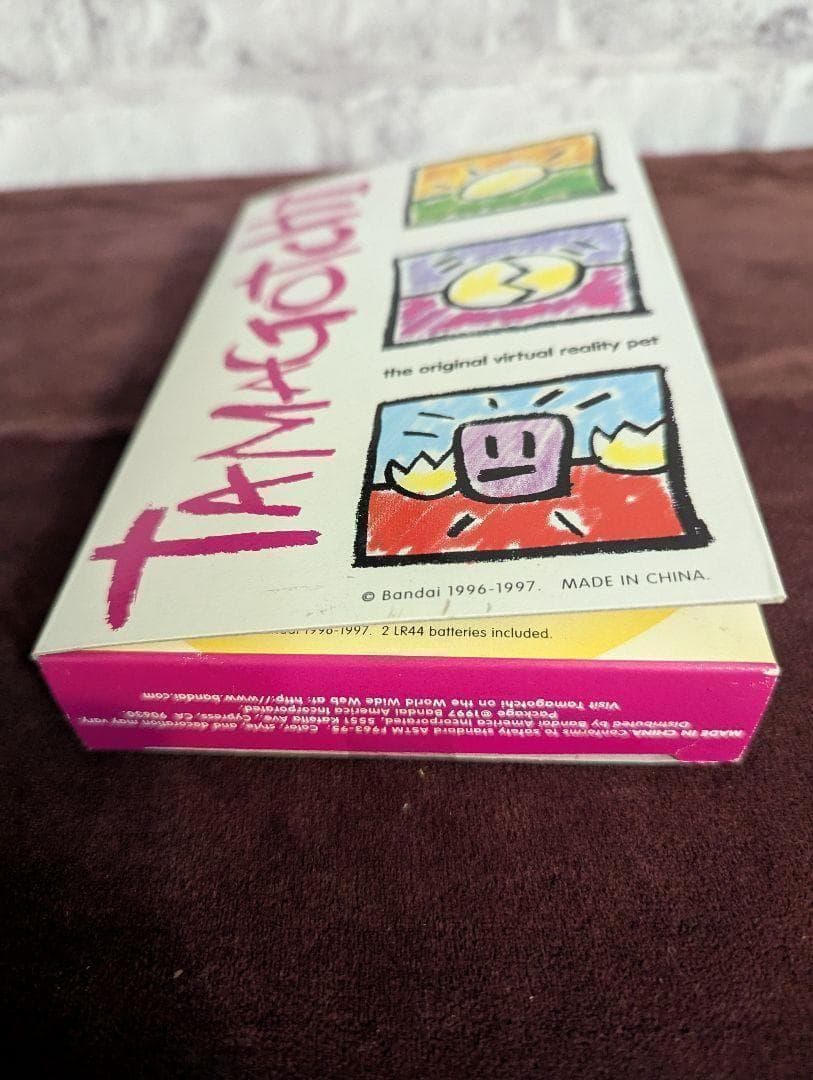 TAMAGOTCHI
the original virtual reality pet
© Bandai 1996-1997. MADE IN CHINA.
1996-1997. 2 LR44 batteries included.
MADE IN CHINA Conforms to safety standard ASTM F963-95. Color, style, and decoration may vary.
Distributed by Bandai America Incorporated, 5551 Katella Ave., Cypress, CA 90630.
Package ©1997 Bandai America Incorporated.
Visit Tamagotchi on the World Wide Web at: http://www.bandai.com